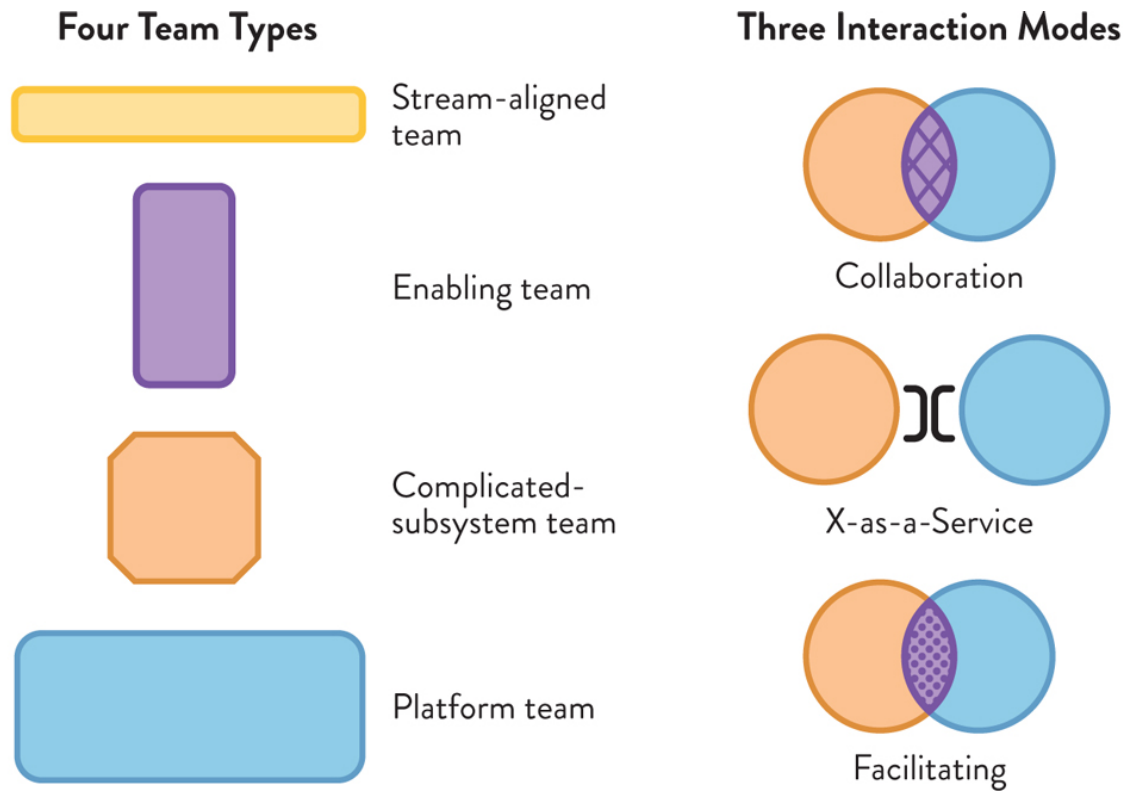 Four Team Types
Stream-aligned
team
Enabling team
Complicated-
subsystem team
Platform team
Three Interaction Modes
Collaboration
X-as-a-Service
Facilitating